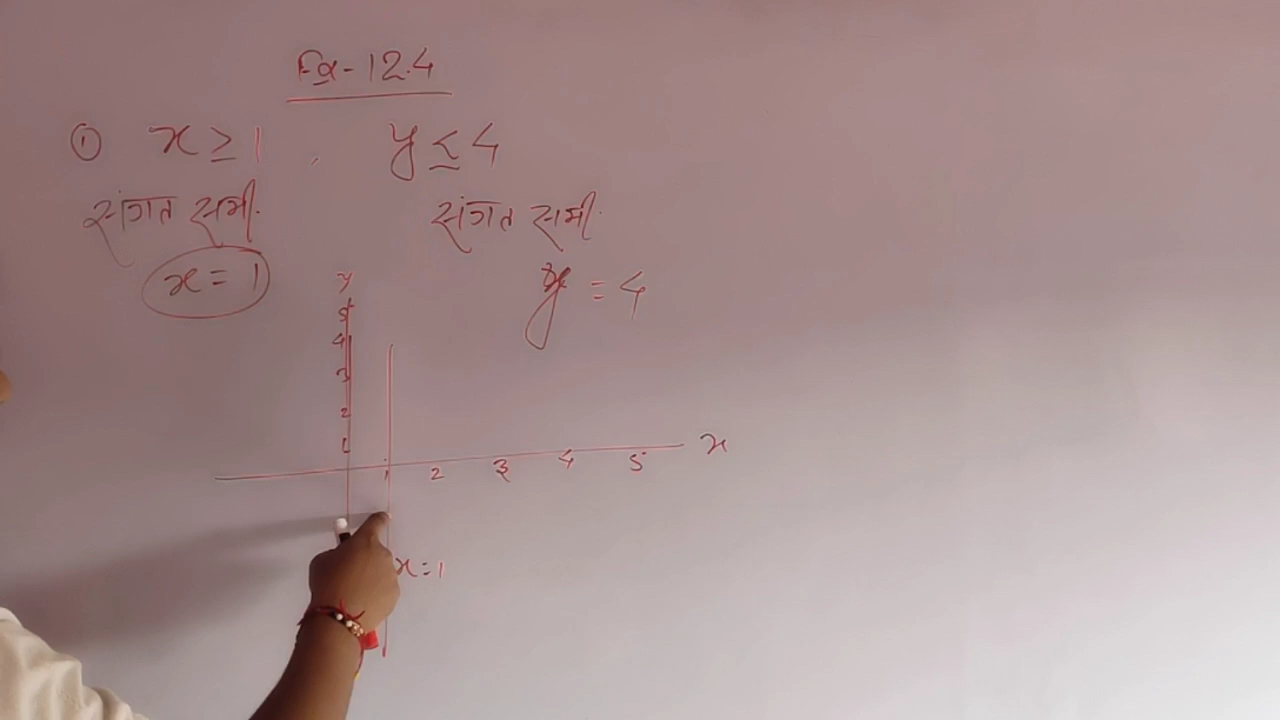 Ex-12.4
① x ≥ 1 , y ≤ 4
संगत समी. संगत समी.
x = 1 y = 4
y
5
4
3
2
1
1 2 3 4 5 x
x=1